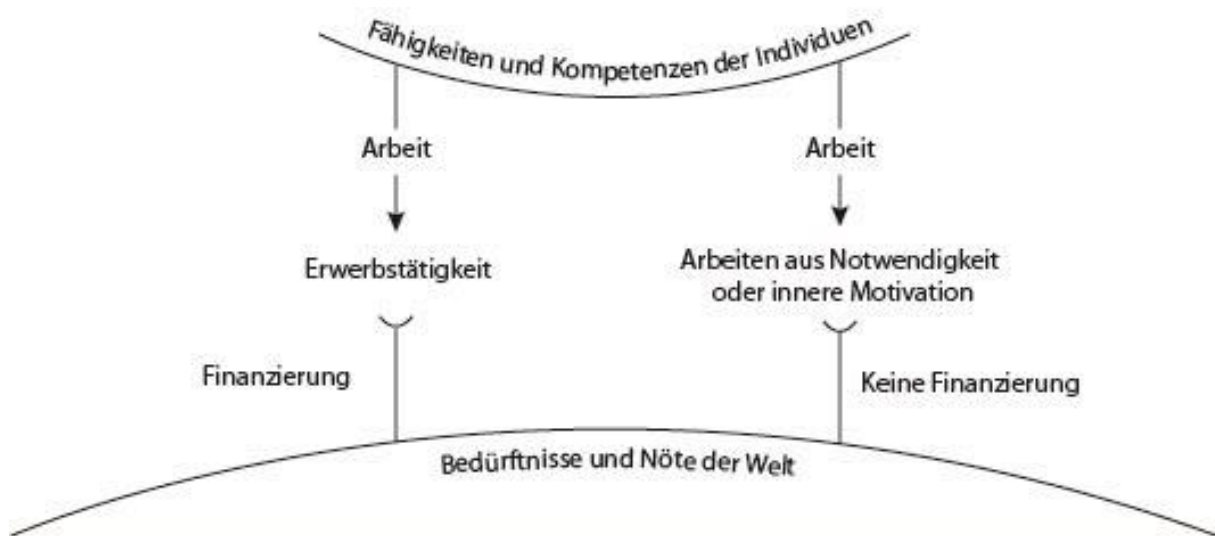 Fähigkeiten und Kompetenzen der Individuen
Arbeit
Arbeit
Erwerbstätigkeit
Arbeiten aus Notwendigkeit
oder innere Motivation
Finanzierung
Keine Finanzierung
Bedürftnisse und Nöte der Welt